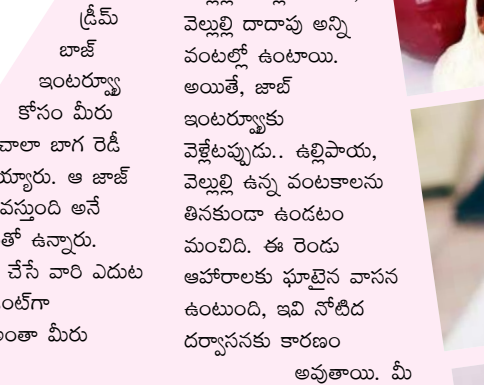 డ్రీమ్
బాజ్
ఇంటర్వ్యూ
కోసం మీరు
చాలా బాగ రెడీ
య్యారు. ఆ జాజ్
వస్తుంది అనే
తో ఉన్నారు.
చేసే వారి ఎదుట
అంతా మీరు
వెల్లుల్లి దాదాపు అన్ని
వంటల్లో ఉంటాయి.
అయితే, జాబ్
ఇంటర్వ్యూకు
వెళ్లేటప్పుడు.. ఉల్లిపాయ,
వెల్లుల్లి ఉన్న వంటకాలను
తినకుండా ఉండటం
మంచిది. ఈ రెండు
ఆహారాలకు ఘాటైన వాసన
ఉంటుంది, ఇవి నోటిద
దర్వాసనకు కారణం
అవుతాయి. మీ